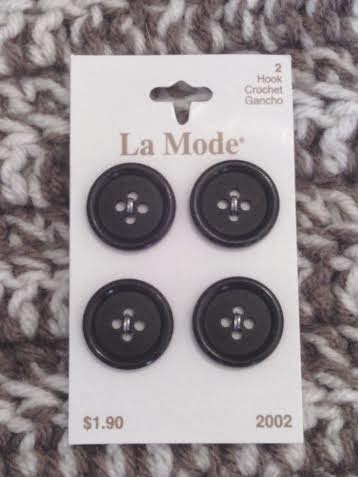 2
Hook
Crochet
Gancho
La Mode®
$1.90 2002